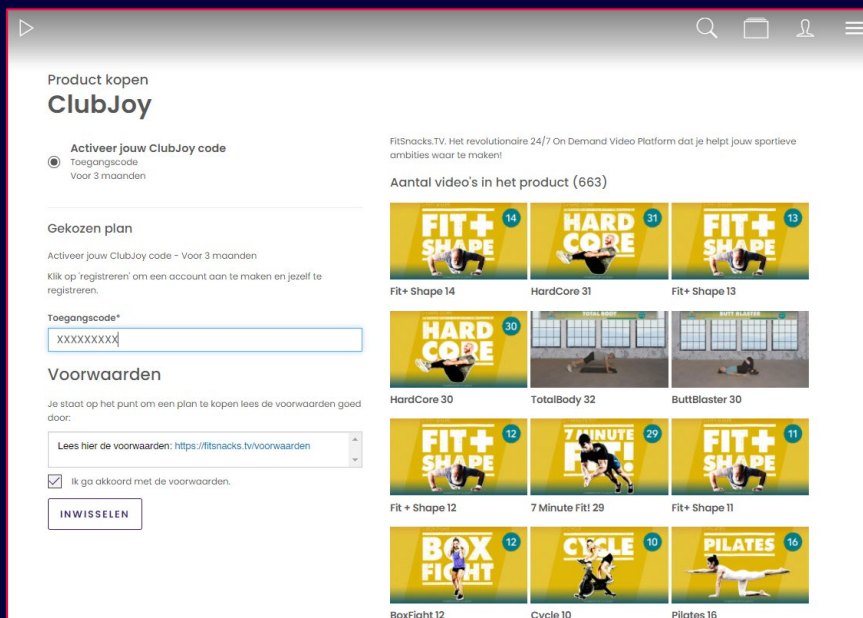 Product kopen
ClubJoy
Activeer jouw ClubJoy code
Toegangscode
Voor 3 maanden
Gekozen plan
Activeer jouw ClubJoy code - Voor 3 maanden
Klik op 'registreren' om een account aan te maken en jezelf te
registreren.
Toegangscode*
XXXXXXXXX
Voorwaarden
Je staat op het punt om een plan te kopen lees de voorwaarden goed
door:
Lees hier de voorwaarden: https://fitsnacks.tv/voorwaarden
Ik ga akkoord met de voorwaarden.
INWISSELEN
FitSnacks.TV. Het revolutionaire 24/7 On Demand Video Platform dat je helpt jouw sportieve
ambities waar te maken!
Aantal video's in het product (663)
FIT+ SHAPE 14
HARD CORE 31
FIT+ SHAPE 13
Fit+ Shape 14
HardCore 31
Fit+ Shape 13
HARD CORE 30
TOTAL BODY
BUTT BLASTER
HardCore 30
TotalBody 32
ButtBlaster 30
FIT+ SHAPE 12
7 MINUTE FIT! 29
FIT+ SHAPE 11
Fit + Shape 12
7 Minute Fit! 29
Fit+ Shape 11
BOX FIGHT 12
CYCLE 10
PILATES 16
BoxFight 12
Cycle 10
Pilates 16